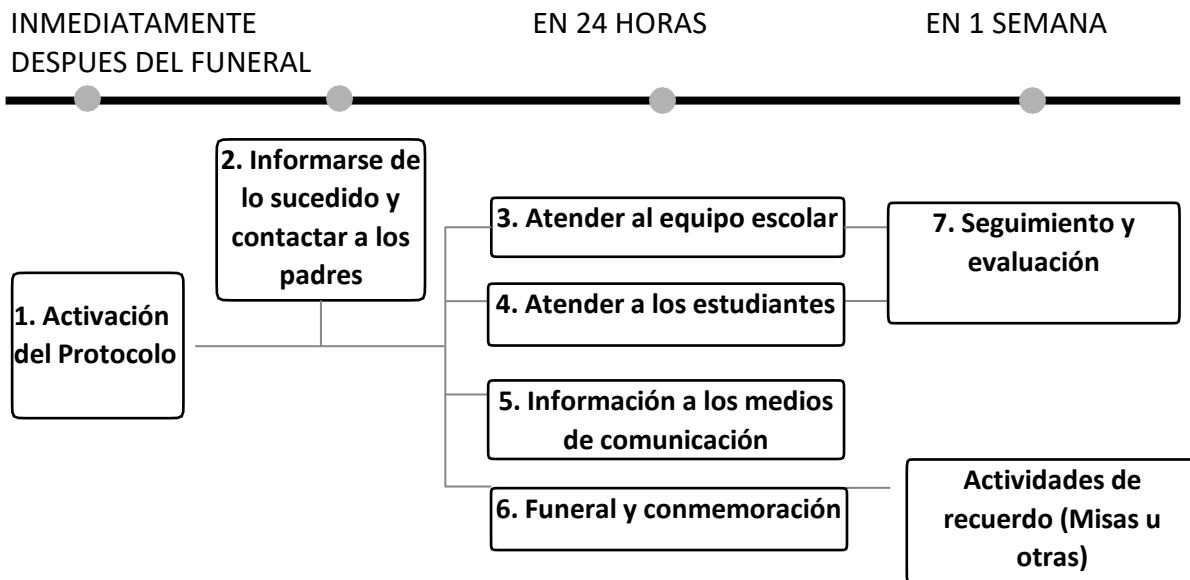 INMEDIATAMENTE
DESPUES DEL FUNERAL
EN 24 HORAS
EN 1 SEMANA
1. Activación
del Protocolo
2. Informarse de
lo sucedido y
contactar a los
padres
3. Atender al equipo escolar
4. Atender a los estudiantes
5. Información a los medios
de comunicación
6. Funeral y conmemoración
7. Seguimiento y
evaluación
Actividades de
recuerdo (Misas u
otras)